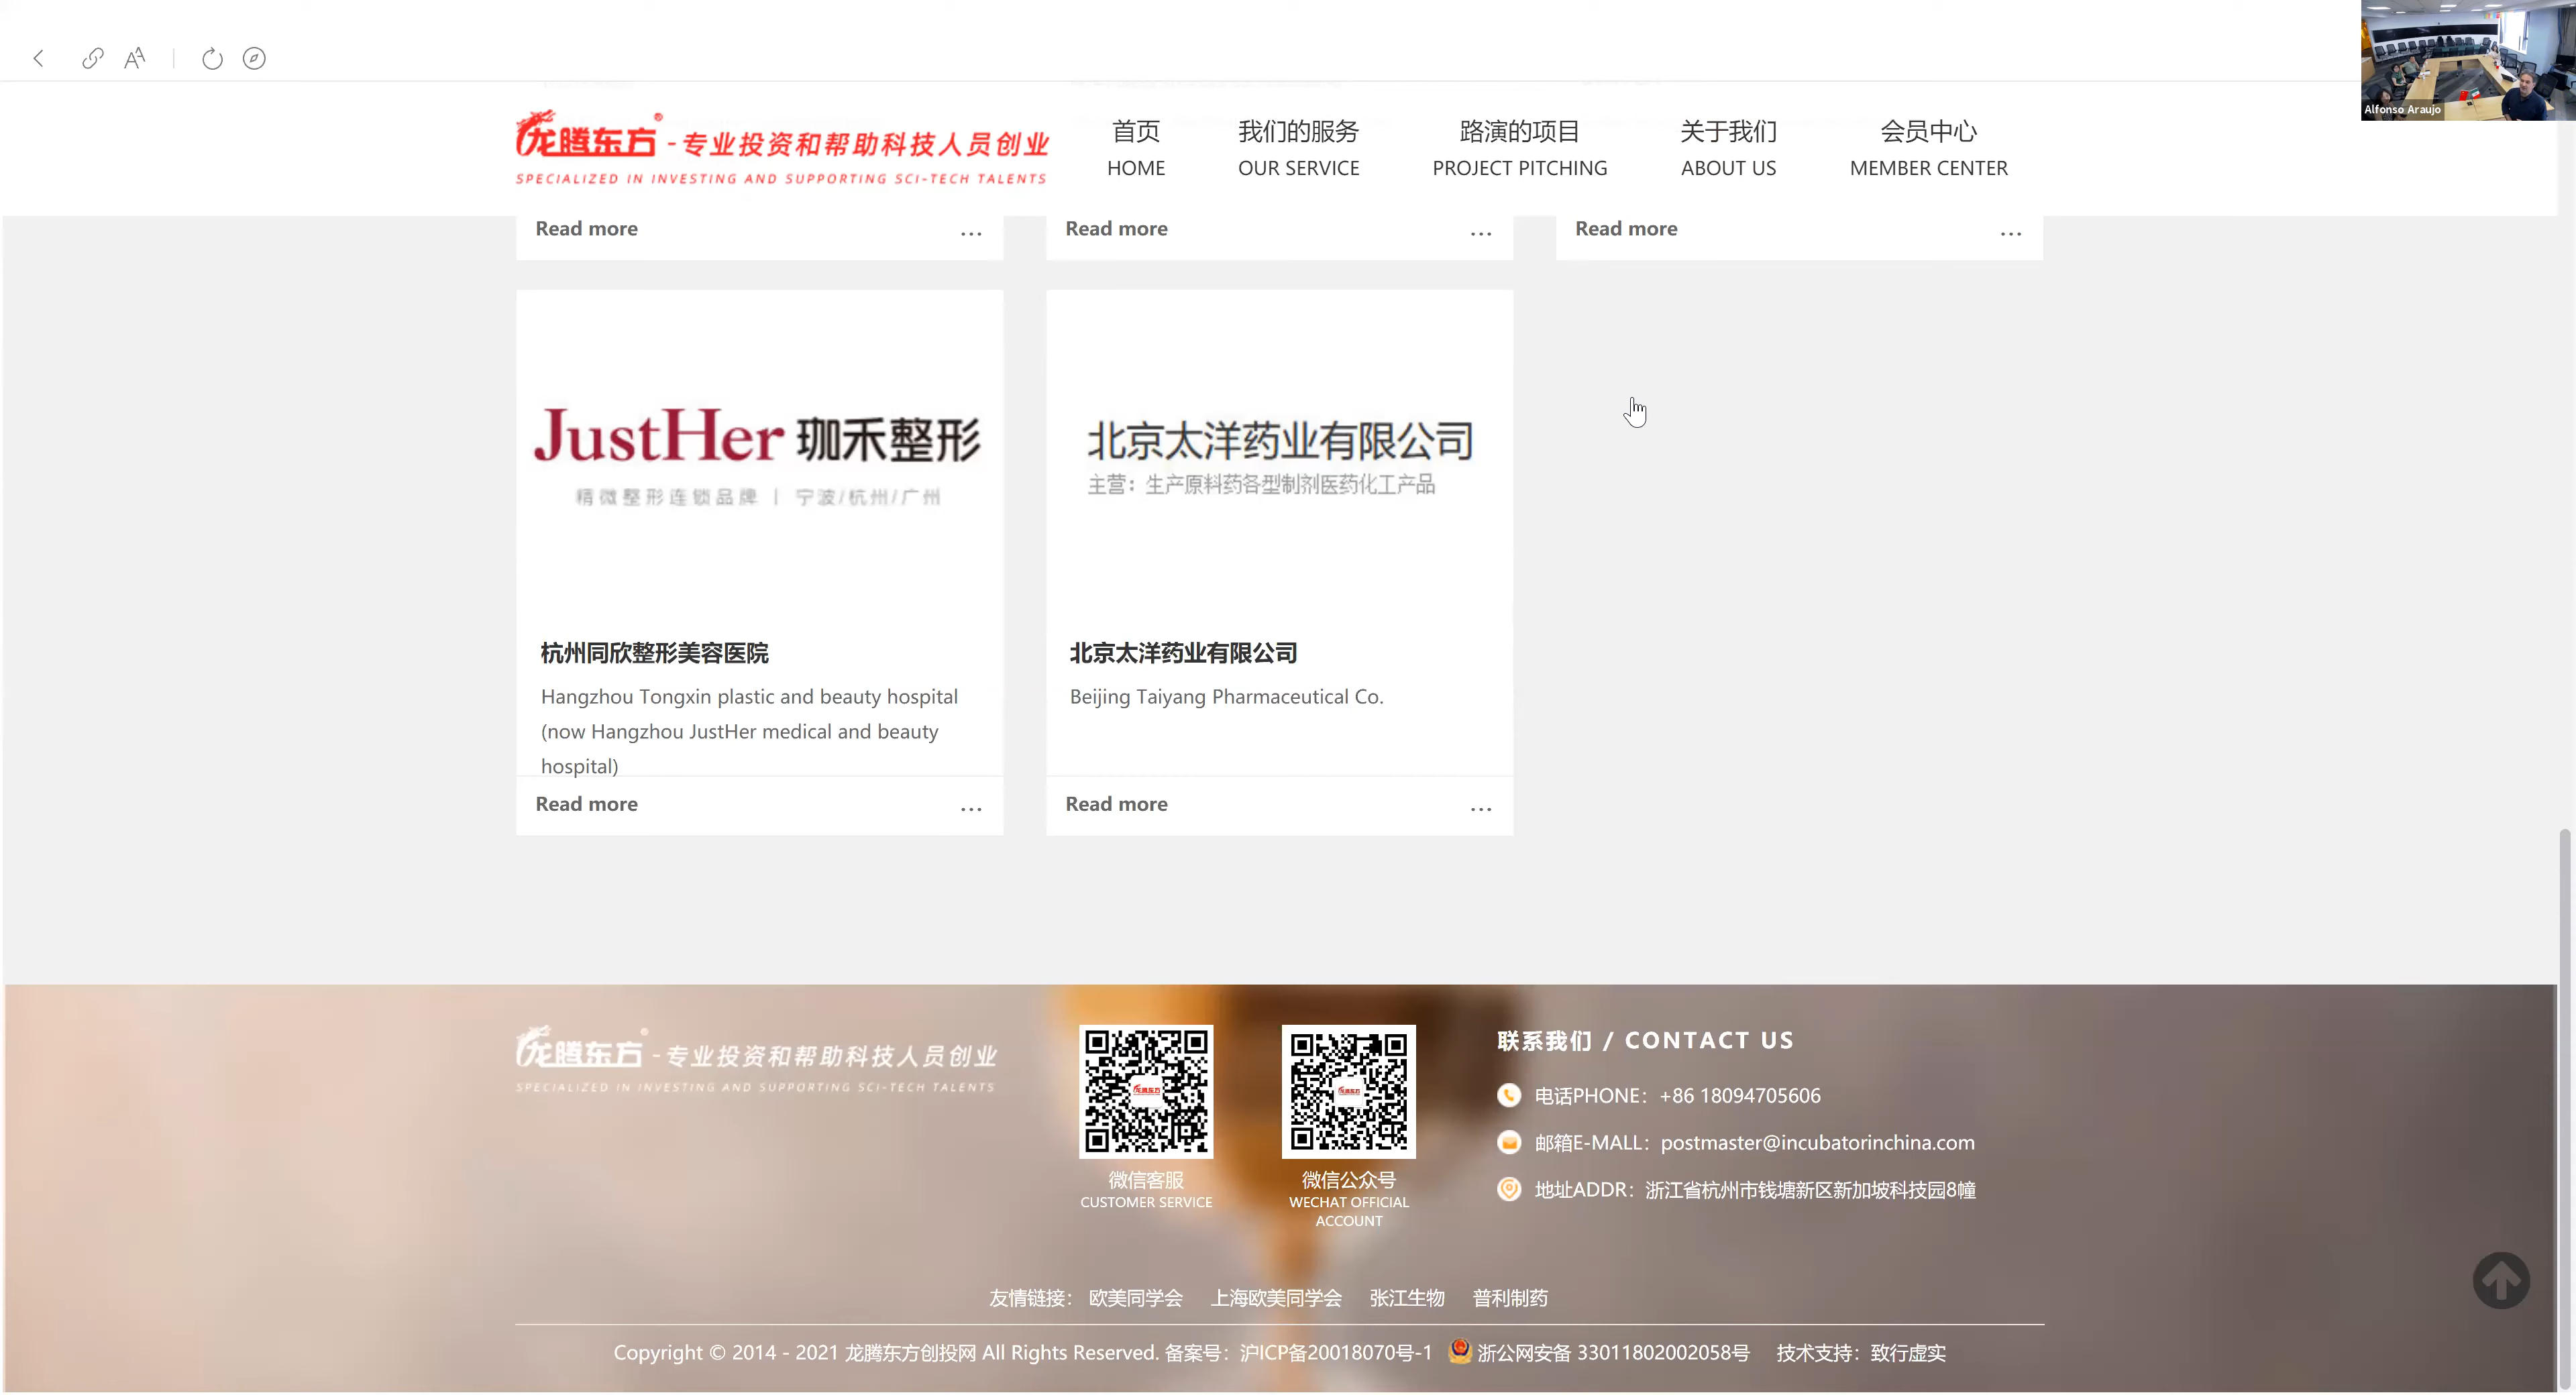 Alfonso Araujo
龙腾东方® - 专业投资和帮助科技人员创业
SPECIALIZED IN INVESTING AND SUPPORTING SCI-TECH TALENTS
首页
HOME
我们的服务
OUR SERVICE
路演的项目
PROJECT PITCHING
关于我们
ABOUT US
会员中心
MEMBER CENTER
Read more ...
Read more ...
Read more ...
JustHer 珈禾整形
精微整形连锁品牌 | 宁波/杭州/广州
杭州同欣整形美容医院
Hangzhou Tongxin plastic and beauty hospital
(now Hangzhou JustHer medical and beauty
hospital)
Read more ...
北京太洋药业有限公司
主营：生产原料药各型制剂医药化工产品
北京太洋药业有限公司
Beijing Taiyang Pharmaceutical Co.
Read more ...
龙腾东方® - 专业投资和帮助科技人员创业
SPECIALIZED IN INVESTING AND SUPPORTING SCI-TECH TALENTS
龙腾东方
微信客服
CUSTOMER SERVICE
龙腾东方
微信公众号
WECHAT OFFICIAL
ACCOUNT
联系我们 / CONTACT US
电话PHONE：+86 18094705606
邮箱E-MALL：postmaster@incubatorinchina.com
地址ADDR：浙江省杭州市钱塘新区新加坡科技园8幢
友情链接： 欧美同学会 上海欧美同学会 张江生物 普利制药
Copyright © 2014 - 2021 龙腾东方创投网 All Rights Reserved. 备案号：沪ICP备20018070号-1 浙公网安备 33011802002058号 技术支持：致行虚实